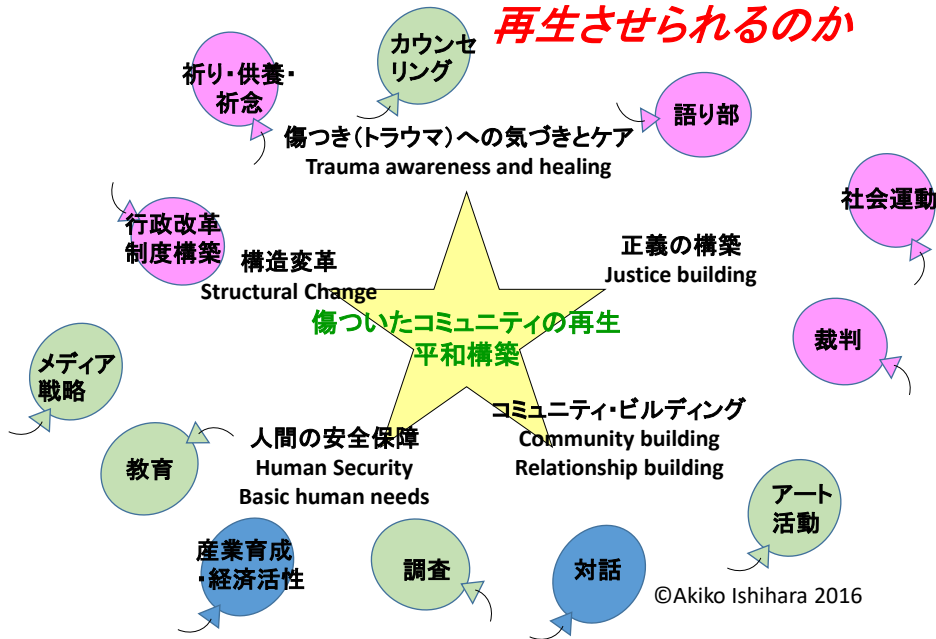 再生させられるのか
カウンセ
リング
祈り・供養・
祈念
語り部
傷つき(トラウマ)への気づきとケア
Trauma awareness and healing
社会運動
行政改革
制度構築
構造変革
Structural Change
正義の構築
Justice building
傷ついたコミュニティの再生
平和構築
裁判
メディア
戦略
コミュニティ・ビルディング
Community building
Relationship building
人間の安全保障
Human Security
Basic human needs
教育
アート
活動
産業育成
・経済活性
調査
対話
©Akiko Ishihara 2016